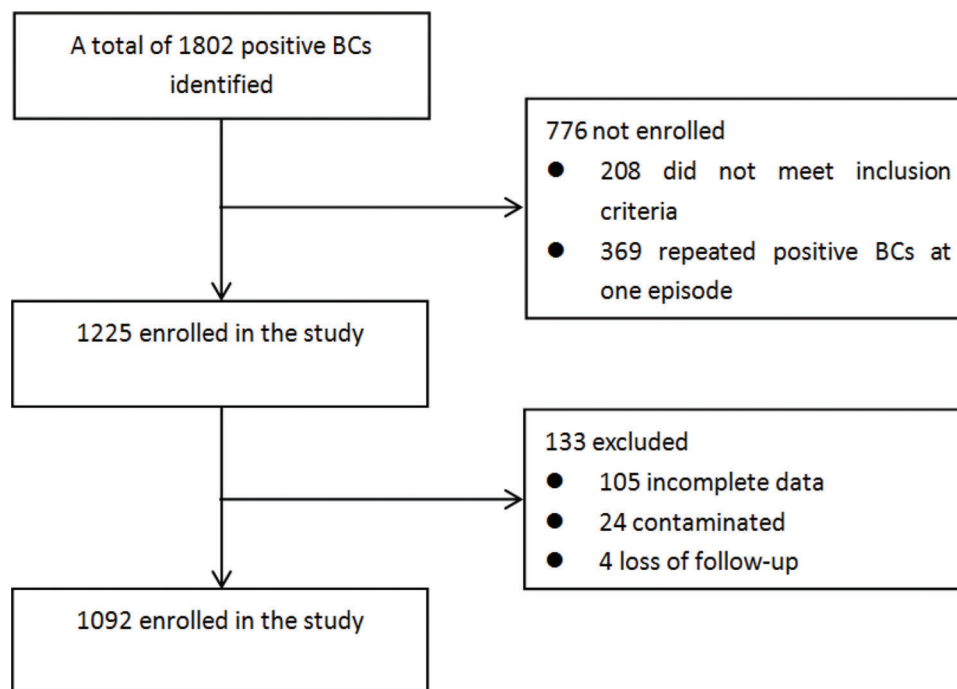 A total of 1802 positive BCs
identified
776 not enrolled
● 208 did not meet inclusion
criteria
● 369 repeated positive BCs at
one episode
1225 enrolled in the study
133 excluded
● 105 incomplete data
● 24 contaminated
● 4 loss of follow-up
1092 enrolled in the study